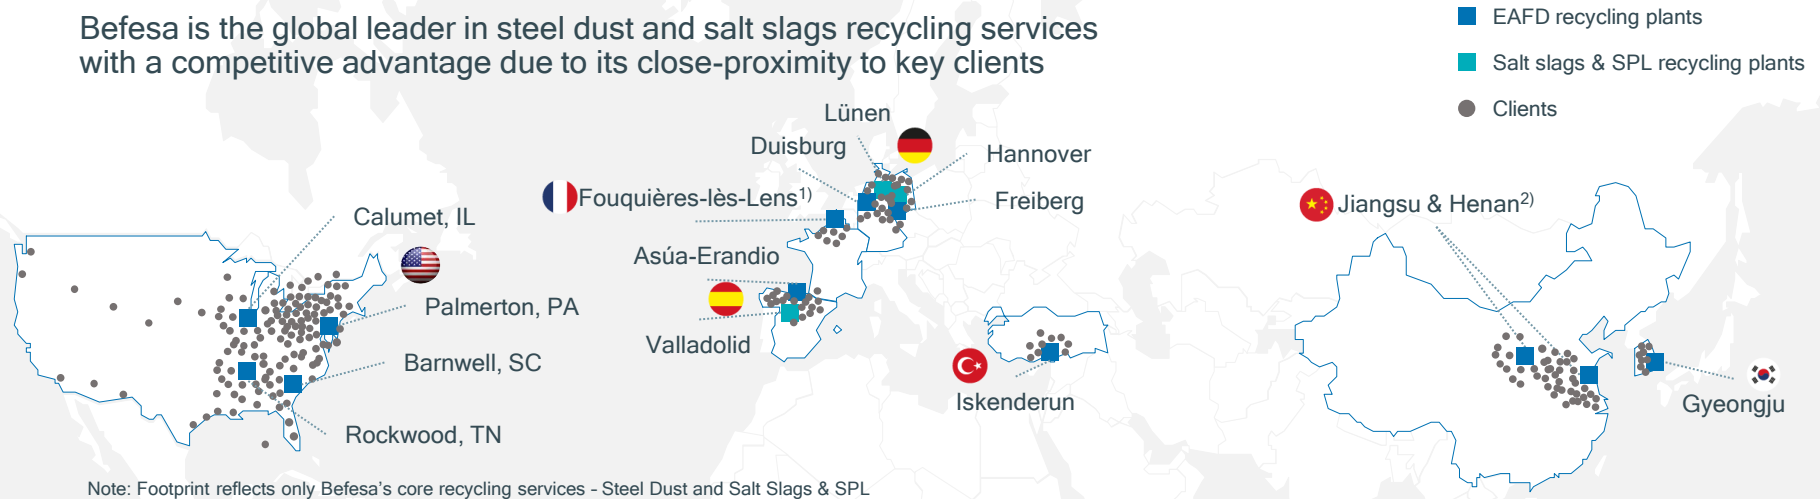 Befesa is the global leader in steel dust and salt slags recycling services
with a competitive advantage due to its close-proximity to key clients
EAFD recycling plants
Salt slags & SPL recycling plants
Clients
Calumet, IL
Palmerton, PA
Barnwell, SC
Rockwood, TN
Lünen
Duisburg
Hannover
Fouquières-lès-Lens1)
Freiberg
Asúa-Erandio
Valladolid
Iskenderun
Jiangsu & Henan2)
Gyeongju
Note: Footprint reflects only Befesa's core recycling services - Steel Dust and Salt Slags & SPL